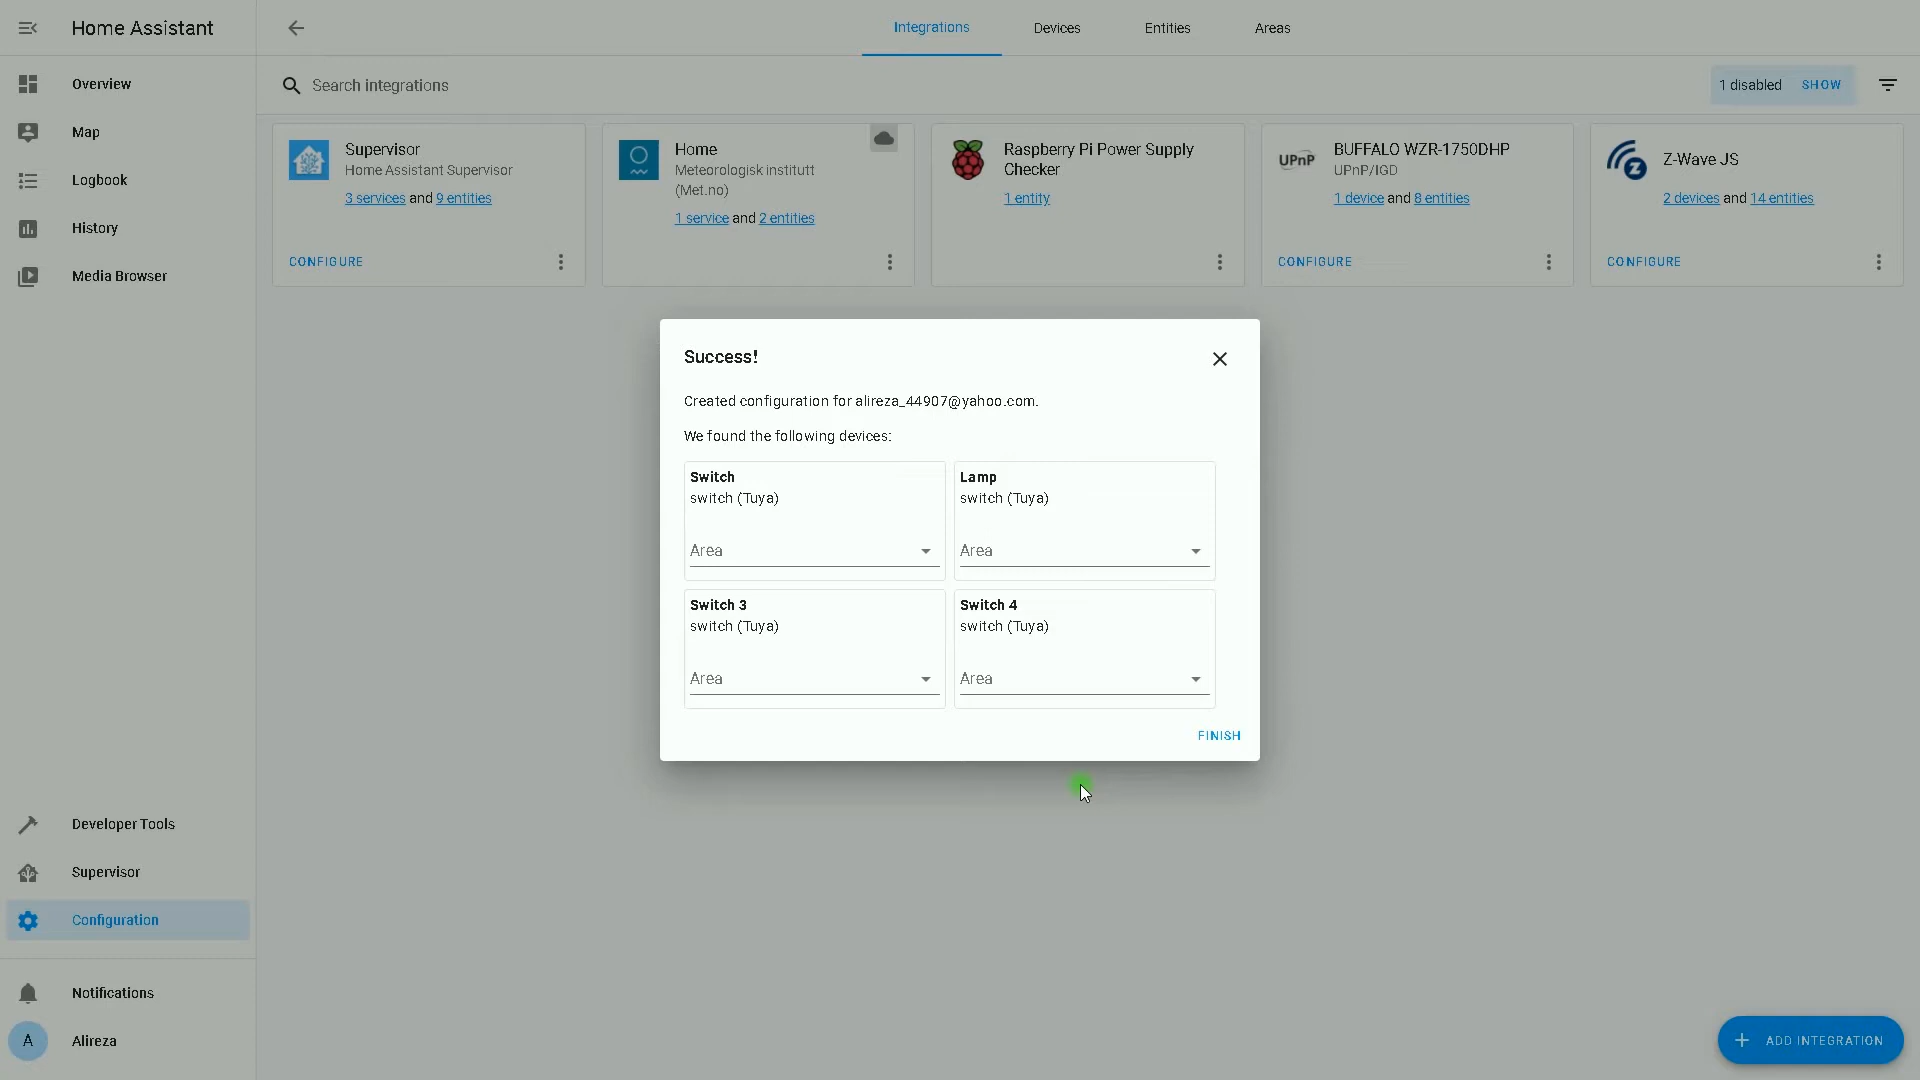 Home Assistant
Integrations
Devices
Entities
Areas
Overview
Map
Logbook
History
Media Browser
Search integrations
1 disabled SHOW
Supervisor
Home Assistant Supervisor
3 services and 9 entities
CONFIGURE
Home
Meteorologisk institutt
(Met.no)
1 service and 2 entities
Raspberry Pi Power Supply
Checker
1 entity
UPnP
BUFFALO WZR-1750DHP
UPnP/IGD
1 device and 8 entities
CONFIGURE
Z
Z-Wave JS
2 devices and 14 entities
CONFIGURE
Success!
Created configuration for alireza_44907@yahoo.com.
We found the following devices:
Switch
switch (Tuya)
Area
Lamp
switch (Tuya)
Area
Switch 3
switch (Tuya)
Area
Switch 4
switch (Tuya)
Area
FINISH
Developer Tools
Supervisor
Configuration
Notifications
A
Alireza
ADD INTEGRATION